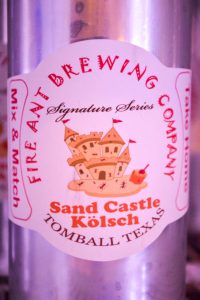 FIRE ANT BREWING COMPANY
Signature Series
Mix & Match
Take Home
Sand Castle
Kölsch
TOMBALL TEXAS